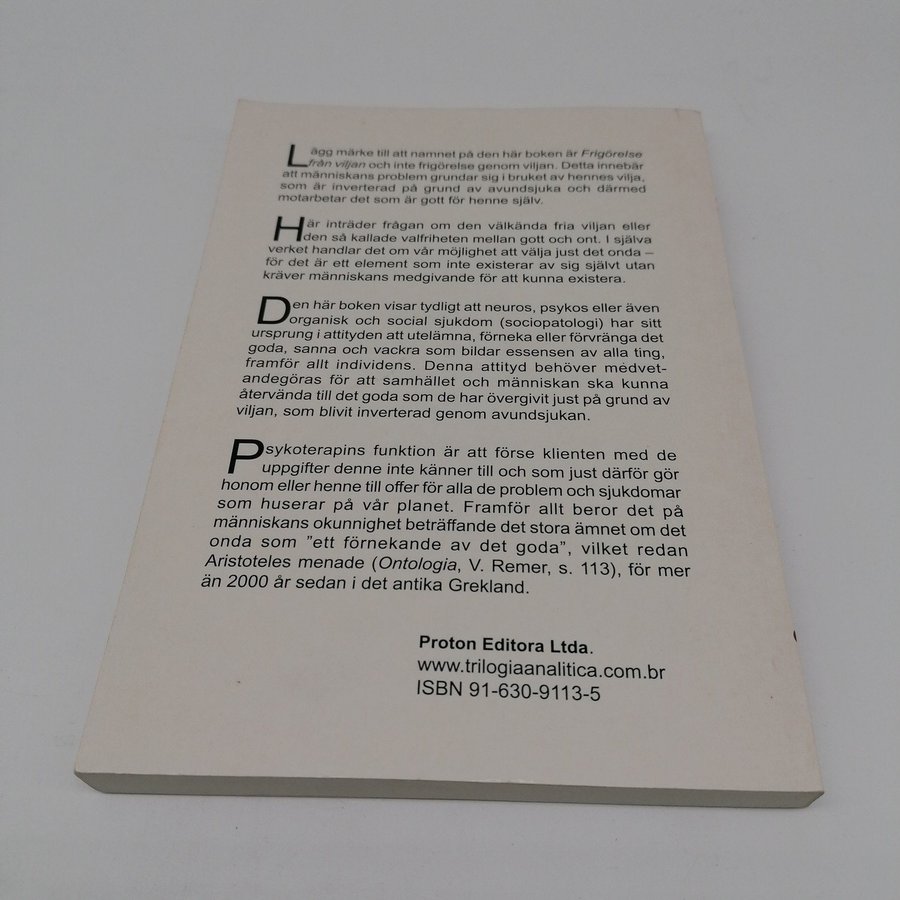 Lägg märke till att namnet på den här boken är Frigörelse
från viljan och inte frigörelse genom viljan. Detta innebär
att människans problem grundar sig i bruket av hennes vilja,
som är inverterad på grund av avundsjuka och därmed
motarbetar det som är gott för henne själv.
Här inträder frågan om den välkända fria viljan eller
den så kallade valfriheten mellan gott och ont. I själva
verket handlar det om vår möjlighet att välja just det onda –
för det är ett element som inte existerar av sig självt utan
kräver människans medgivande för att kunna existera.
Den här boken visar tydligt att neuros, psykos eller även
organisk och social sjukdom (sociopatologi) har sitt
ursprung i attityden att utelämna, förneka eller förvränga det
goda, sanna och vackra som bildar essensen av alla ting,
framför allt individens. Denna attityd behöver medvet-
andegöras för att samhället och människan ska kunna
återvända till det goda som de har övergivit just på grund av
viljan, som blivit inverterad genom avundsjukan.
Psykoterapins funktion är att förse klienten med de
uppgifter denne inte känner till och som just därför gör
honom eller henne till offer för alla de problem och sjukdomar
som huserar på vår planet. Framför allt beror det på
människans okunnighet beträffande det stora ämnet om det
onda som ”ett förnekande av det goda”, vilket redan
Aristoteles menade (Ontologia, V. Remer, s. 113), för mer
än 2000 år sedan i det antika Grekland.
Proton Editora Ltda.
www.trilogiaanalitica.com.br
ISBN 91-630-9113-5